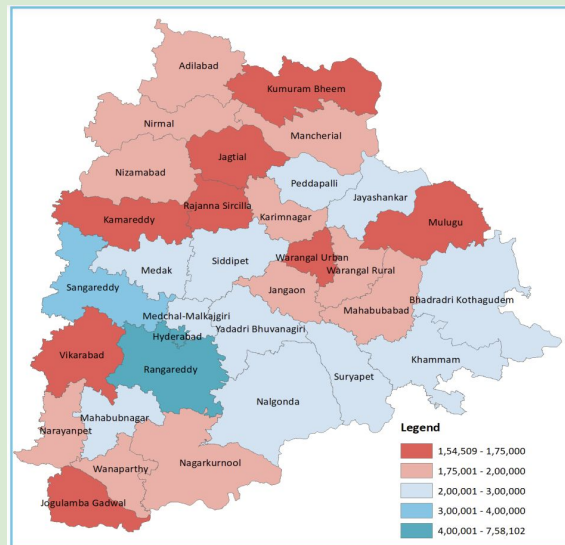 Adilabad
Kumuram Bheem
Nirmal
Mancherial
Jagtial
Nizamabad
Peddapalli
Jayashankar
Rajanna Sircilla
Kamareddy
Karimnagar
Mulugu
Warangal Urban
Siddipet
Medak
Warangal Rural
Sangareddy
Jangaon
Bhadradri Kothagudem
Mahabubabad
Medchal-Malkajgiri
Yadadri Bhuvanagiri
Hyderabad
Vikarabad
Khammam
Rangareddy
Suryapet
Nalgonda
Mahabubnagar
Narayanpet
Nagarkurnool
Wanaparthy
Jogulamba Gadwal
Legend
1,54,509 - 1,75,000
1,75,001 - 2,00,000
2,00,001 - 3,00,000
3,00,001 - 4,00,000
4,00,001 - 7,58,102